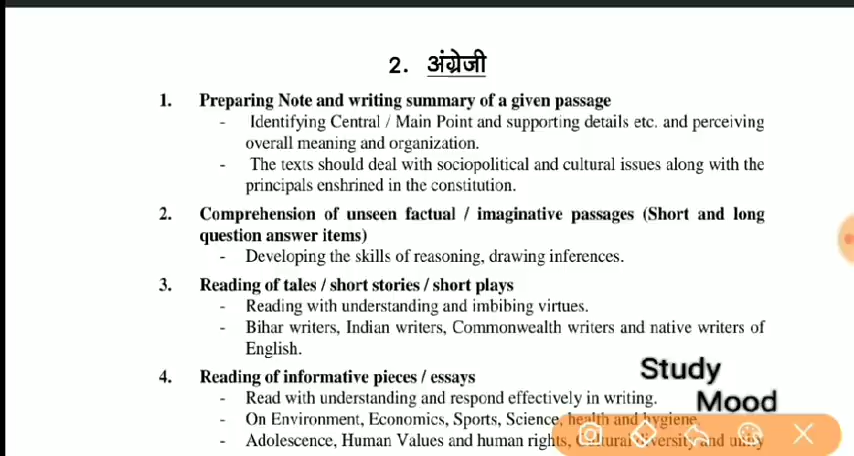 2. अंग्रेजी
1. Preparing Note and writing summary of a given passage
- Identifying Central / Main Point and supporting details etc. and perceiving
overall meaning and organization.
- The texts should deal with sociopolitical and cultural issues along with the
principals enshrined in the constitution.
2. Comprehension of unseen factual / imaginative passages (Short and long
question answer items)
- Developing the skills of reasoning, drawing inferences.
3. Reading of tales / short stories / short plays
- Reading with understanding and imbibing virtues.
- Bihar writers, Indian writers, Commonwealth writers and native writers of
English.
4. Reading of informative pieces / essays
- Read with understanding and respond effectively in writing.
- On Environment, Economics, Sports, Science, health and hygiene
- Adolescence, Human Values and human rights, Cultural diversity and unity
Study
Mood